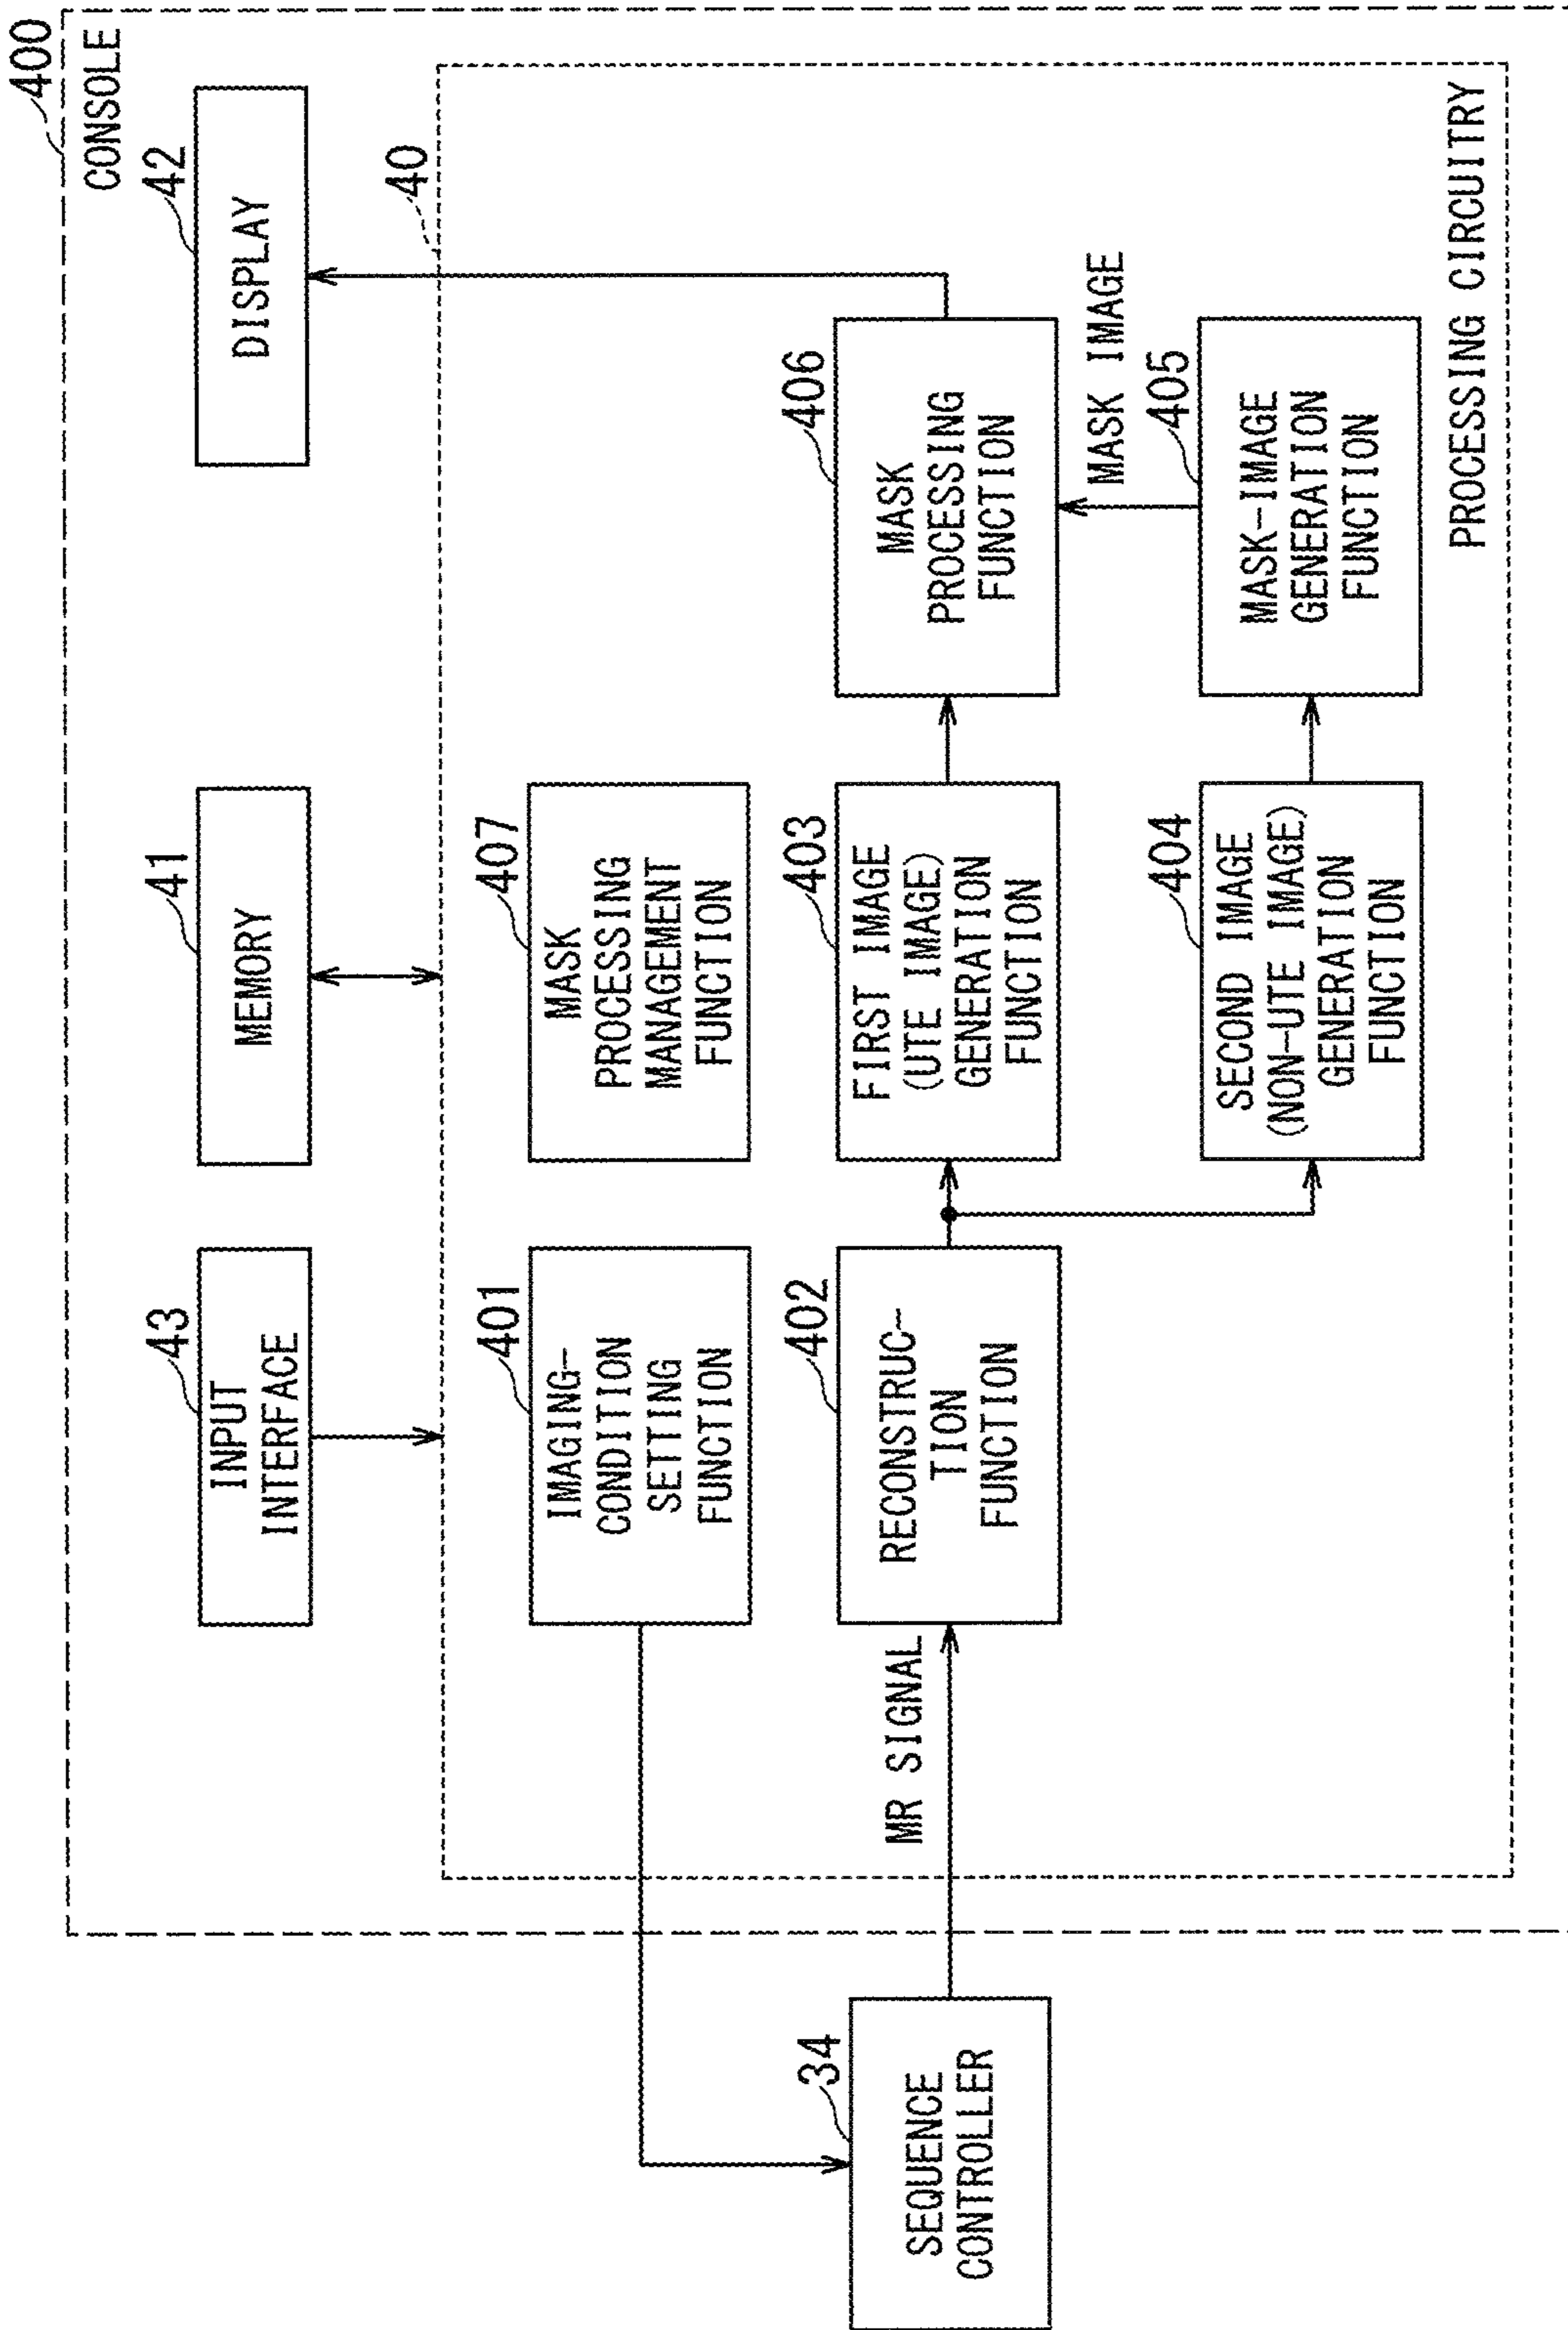 400
CONSOLE
43
INPUT
INTERFACE
41
MEMORY
42
DISPLAY
40
401
IMAGING-
CONDITION
SETTING
FUNCTION
407
MASK
PROCESSING
MANAGEMENT
FUNCTION
34
SEQUENCE
CONTROLLER
MR SIGNAL
402
RECONSTRUC-
TION
FUNCTION
403
FIRST IMAGE
(UTE IMAGE)
GENERATION
FUNCTION
406
MASK
PROCESSING
FUNCTION
MASK IMAGE
404
SECOND IMAGE
(NON-UTE IMAGE)
GENERATION
FUNCTION
405
MASK-IMAGE
GENERATION
FUNCTION
PROCESSING CIRCUITRY